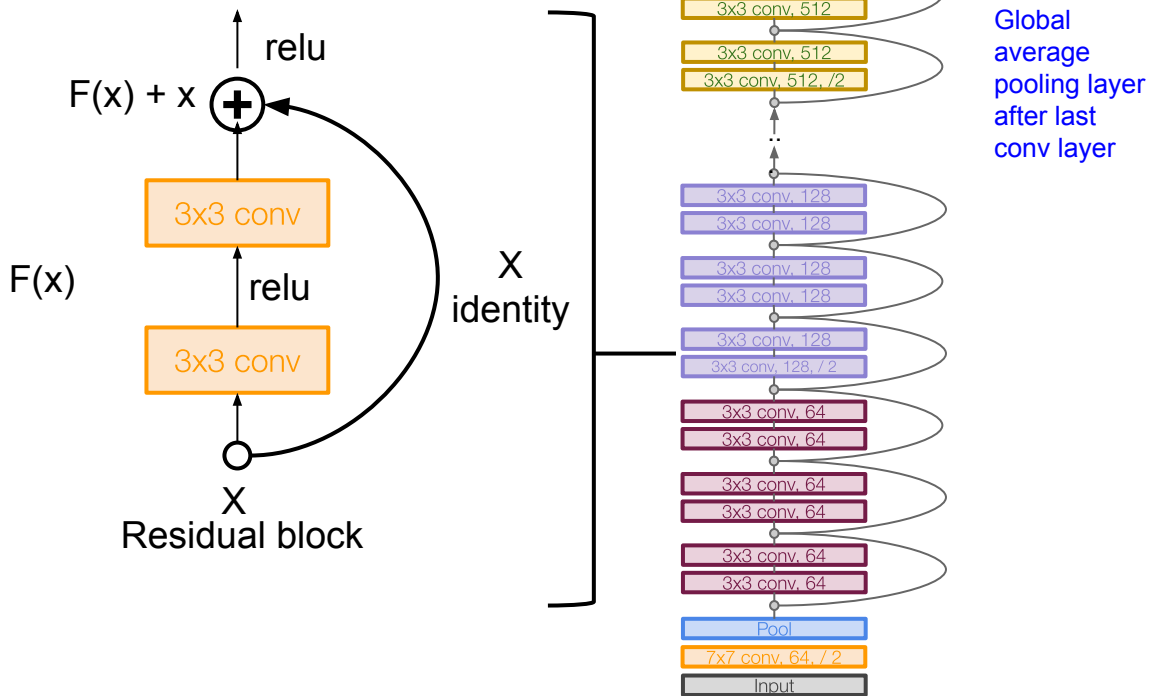 relu
F(x) + x
3x3 conv
F(x)
relu
X
identity
3x3 conv
X
Residual block
3x3 conv, 512
3x3 conv, 512
3x3 conv, 512, /2
..
3x3 conv, 128
3x3 conv, 128
3x3 conv, 128
3x3 conv, 128
3x3 conv, 128
3x3 conv, 128, / 2
3x3 conv, 64
3x3 conv, 64
3x3 conv, 64
3x3 conv, 64
3x3 conv, 64
3x3 conv, 64
Pool
7x7 conv, 64, / 2
Input
Global
average
pooling layer
after last
conv layer